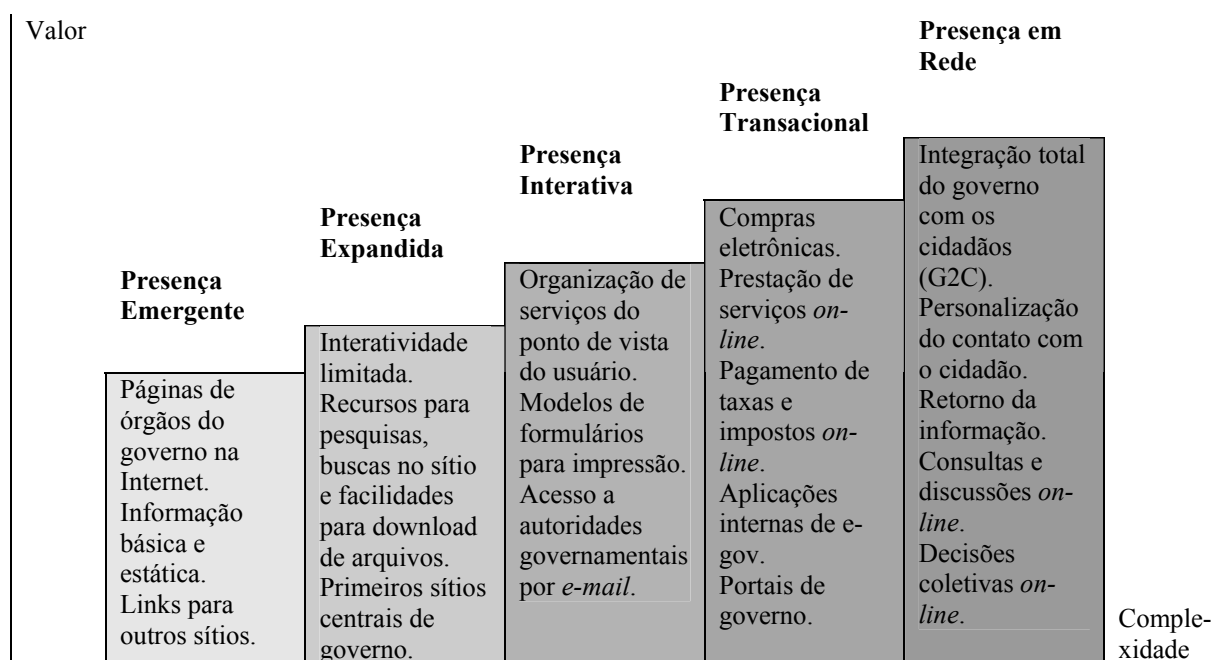 Valor
Presença
Emergente
Páginas de
órgãos do
governo na
Internet.
Informação
básica e
estática.
Links para
outros sítios.
Presença
Expandida
Interatividade
limitada.
Recursos para
pesquisas,
buscas no sítio
e facilidades
para download
de arquivos.
Primeiros sítios
centrais de
governo.
Presença
Interativa
Organização de
serviços do
ponto de vista
do usuário.
Modelos de
formulários
para impressão.
Acesso a
autoridades
governamentais
por e-mail.
Presença
Transacional
Compras
eletrônicas.
Prestação de
serviços on-
line.
Pagamento de
taxas e
impostos on-
line.
Aplicações
internas de e-
gov.
Portais de
governo.
Presença em
Rede
Integração total
do governo
com os
cidadãos
(G2C).
Personalização
do contato com
o cidadão.
Retorno da
informação.
Consultas e
discussões on-
line.
Decisões
coletivas on-
line.
Comple-
xidade